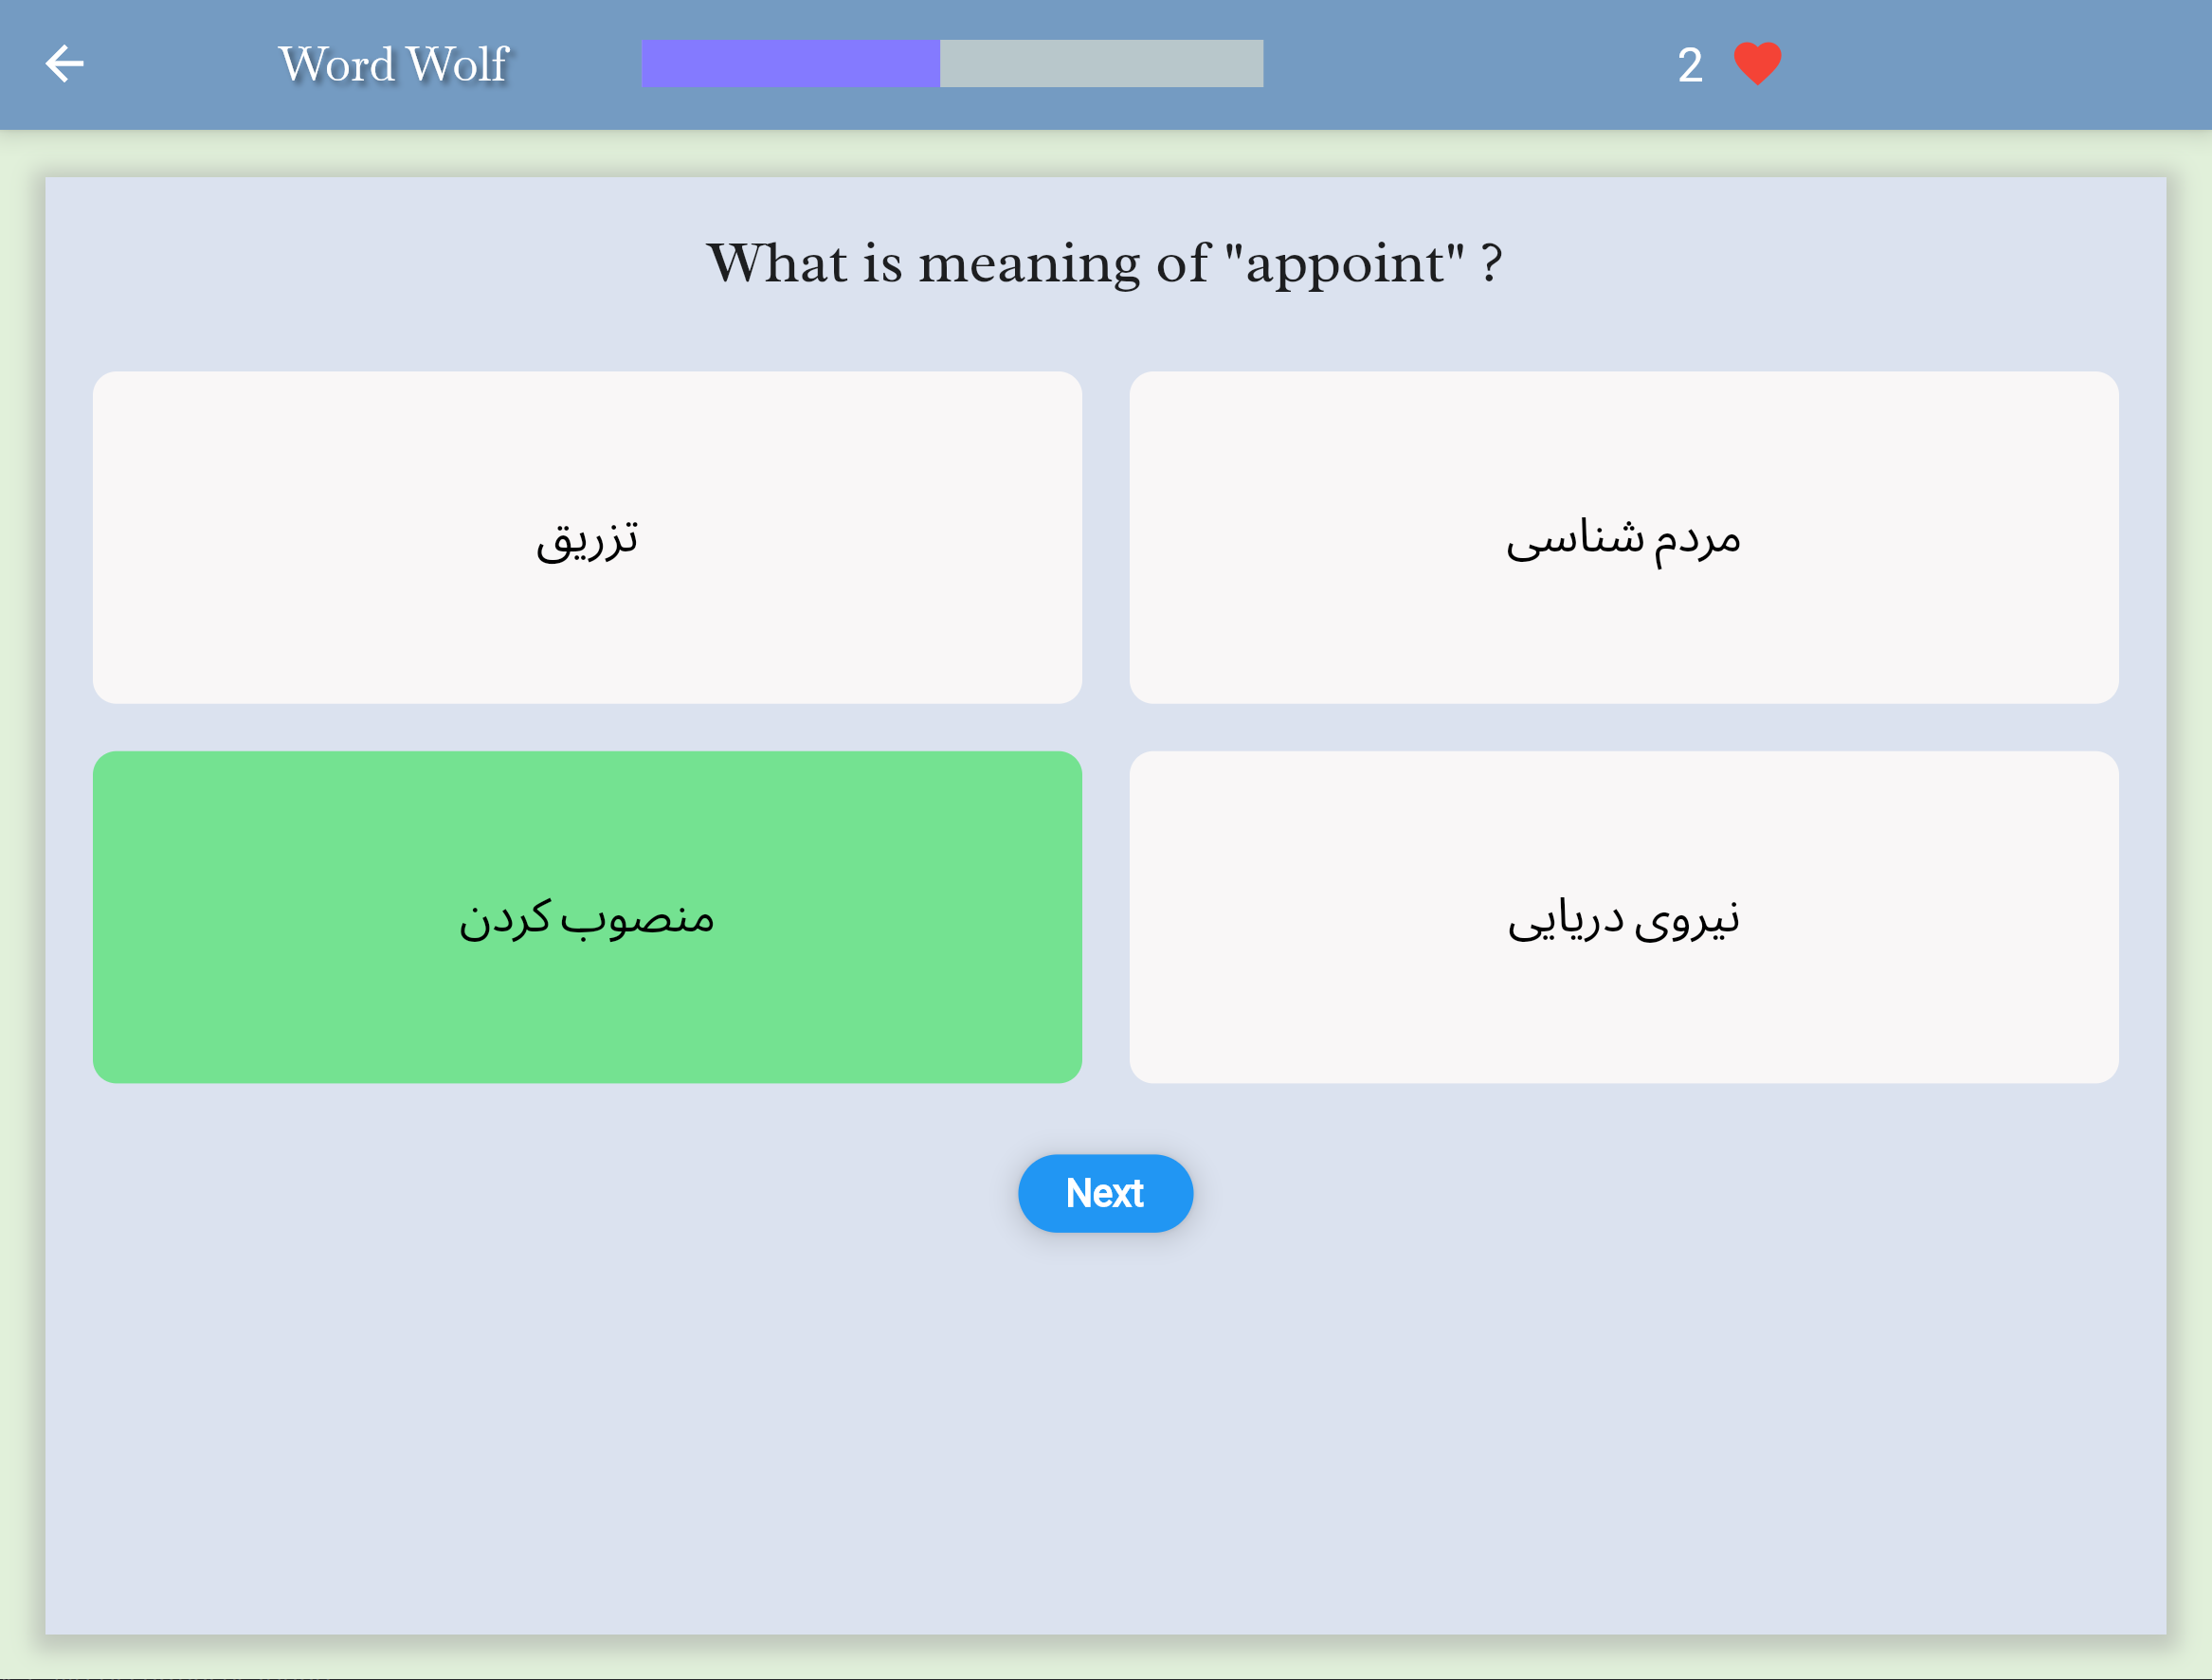 Word Wolf
2
What is meaning of "appoint" ?
تزریق
مردم شناسی
منصوب کردن
نیروی دریایی
Next